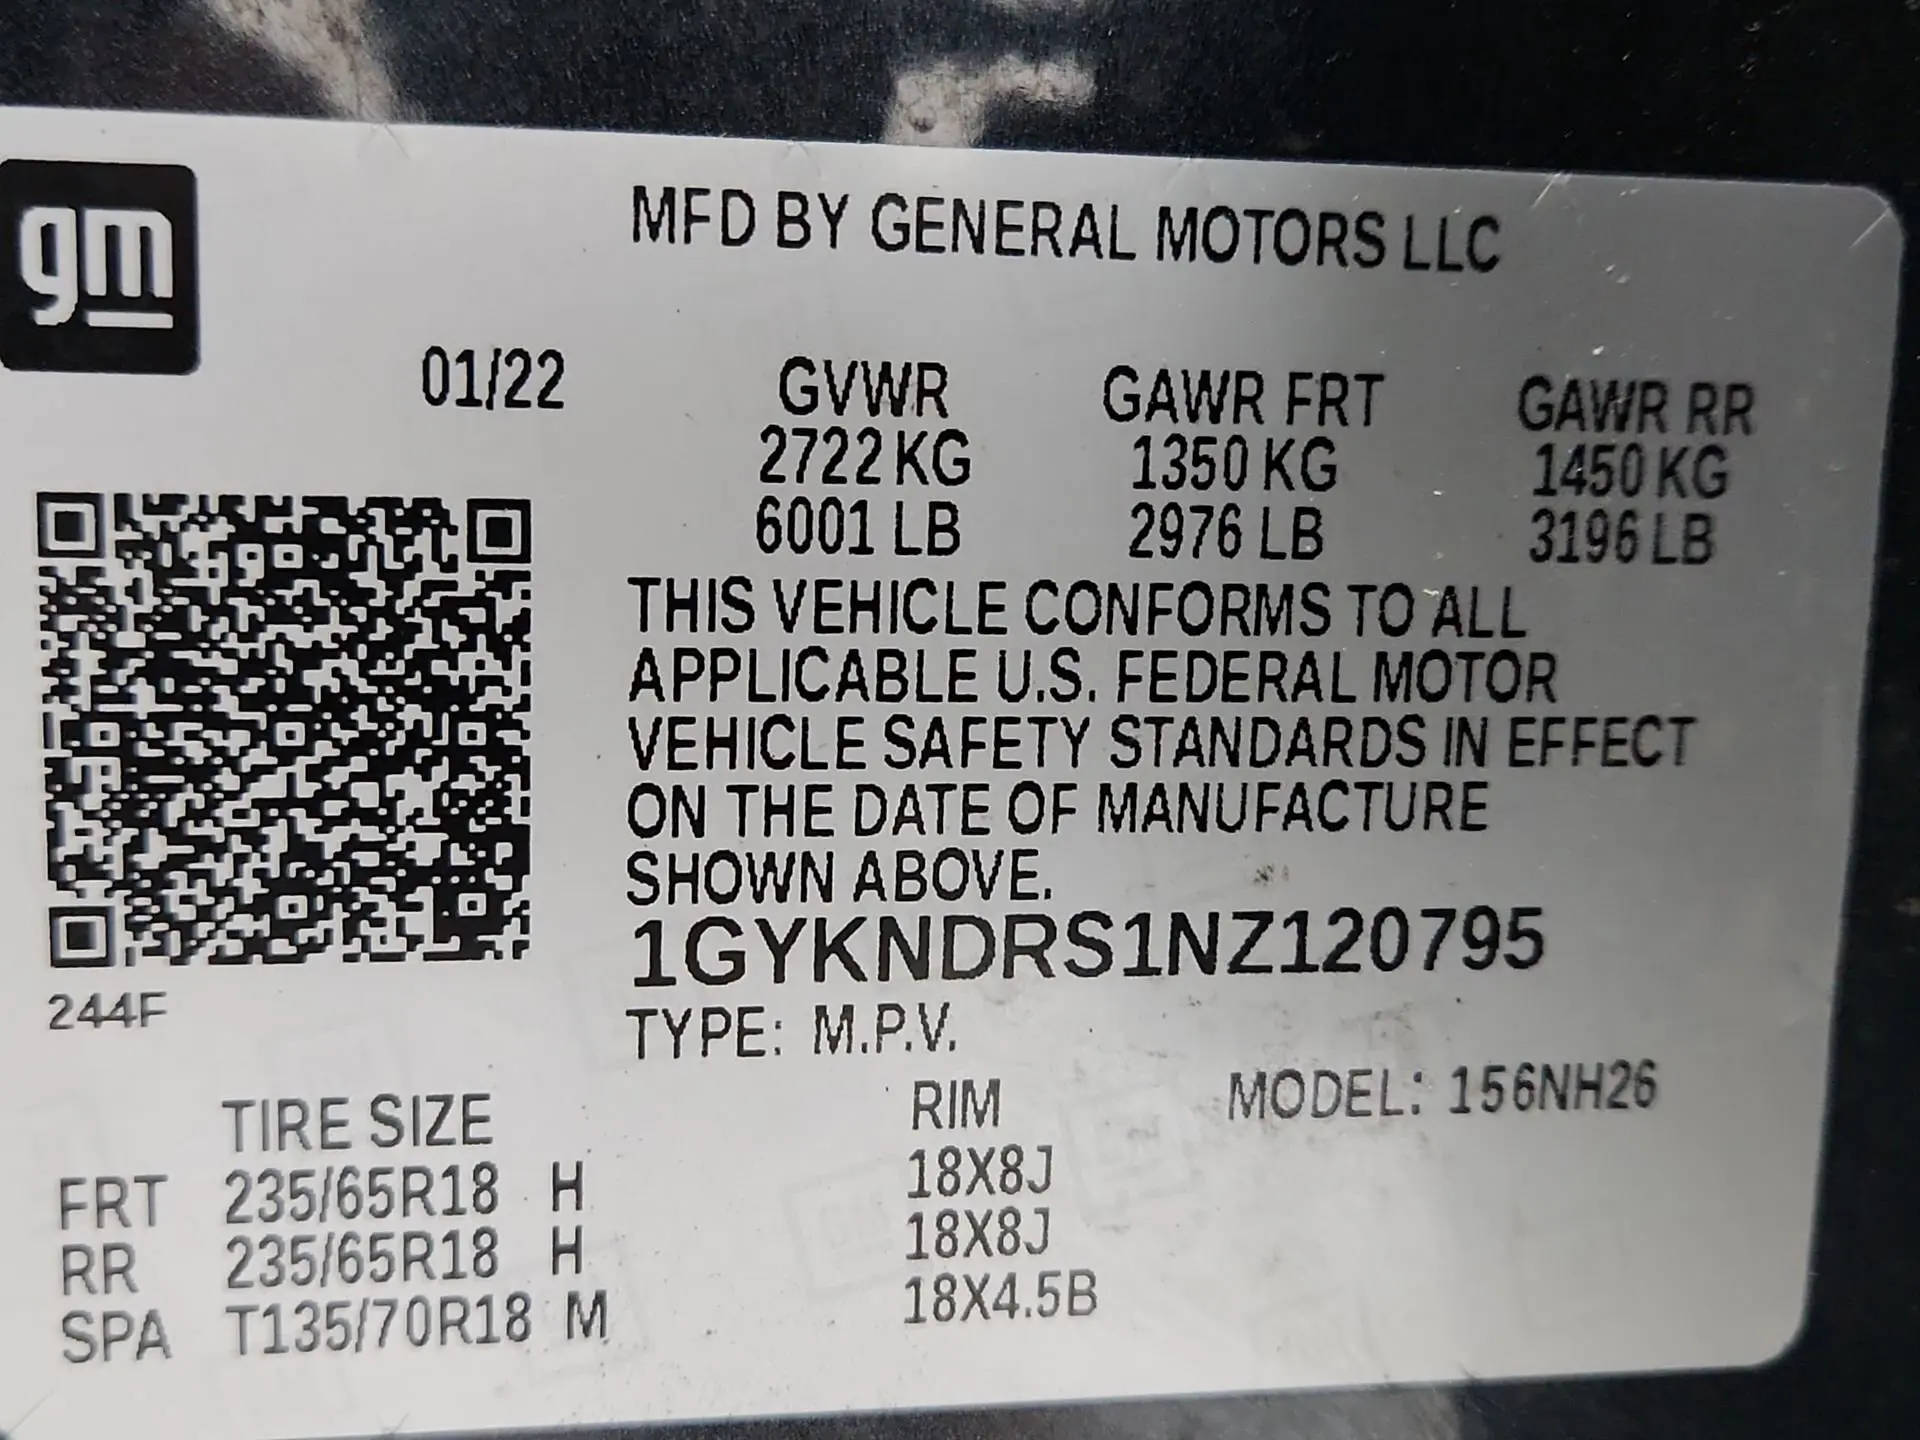 gm
MFD BY GENERAL MOTORS LLC
01/22 GVWR GAWR FRT GAWR RR
2722 KG 1350 KG 1450 KG
6001 LB 2976 LB 3196 LB
THIS VEHICLE CONFORMS TO ALL
APPLICABLE U.S. FEDERAL MOTOR
VEHICLE SAFETY STANDARDS IN EFFECT
ON THE DATE OF MANUFACTURE
SHOWN ABOVE.
1GYKNDRS1NZ120795
244F
TYPE: M.P.V.
TIRE SIZE RIM MODEL: 156NH26
FRT 235/65R18 H 18X8J
RR 235/65R18 H 18X8J
SPA T135/70R18 M 18X4.5B